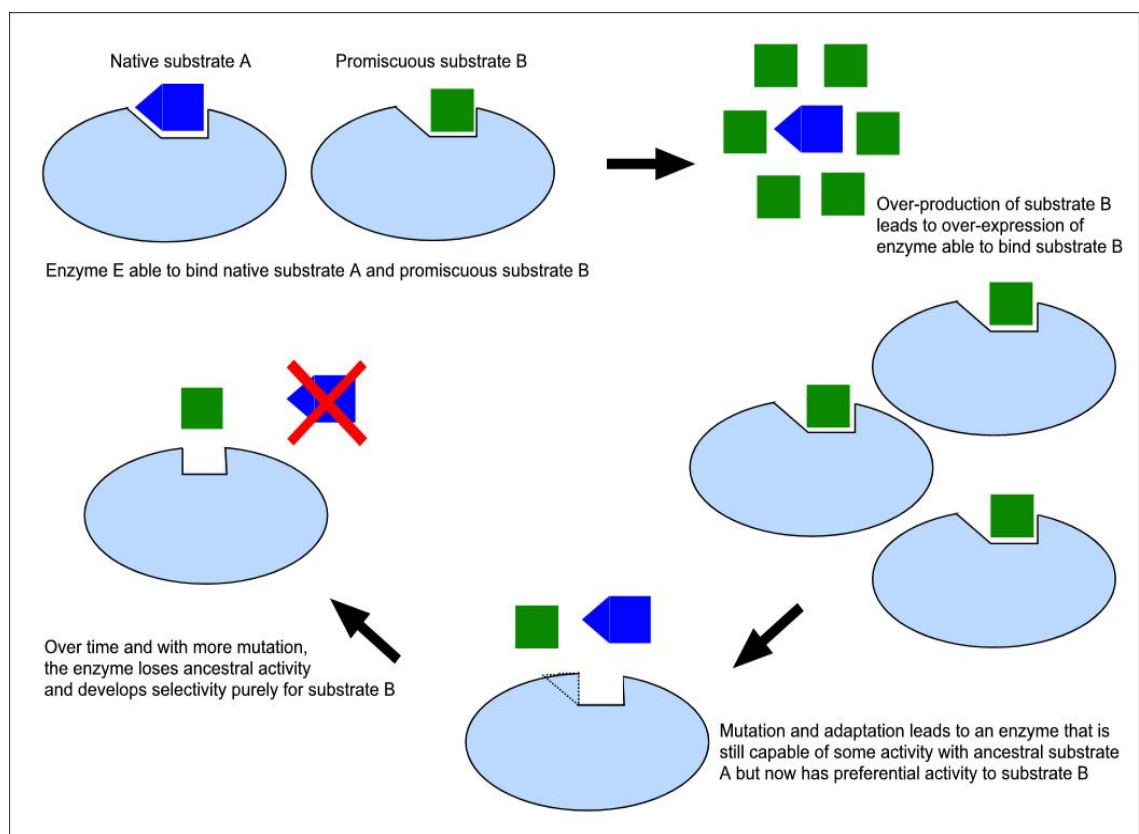 Native substrate A
Promiscuous substrate B
Enzyme E able to bind native substrate A and promiscuous substrate B
Over-production of substrate B
leads to over-expression of
enzyme able to bind substrate B
Mutation and adaptation leads to an enzyme that is
still capable of some activity with ancestral substrate
A but now has preferential activity to substrate B
Over time and with more mutation,
the enzyme loses ancestral activity
and develops selectivity purely for substrate B